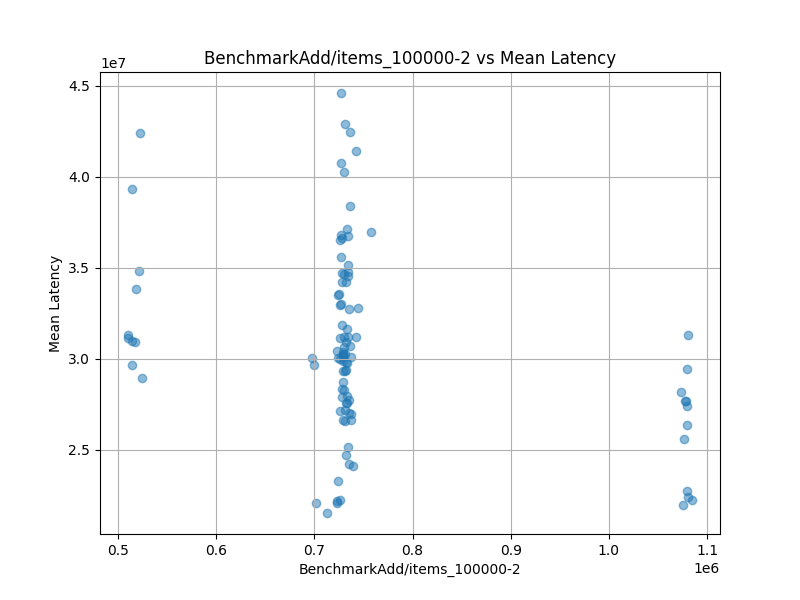 BenchmarkAdd/items_100000-2 vs Mean Latency
1e7
4.5
4.0
3.5
3.0
2.5
Mean Latency
0.5 0.6 0.7 0.8 0.9 1.0 1.1
1e6
BenchmarkAdd/items_100000-2